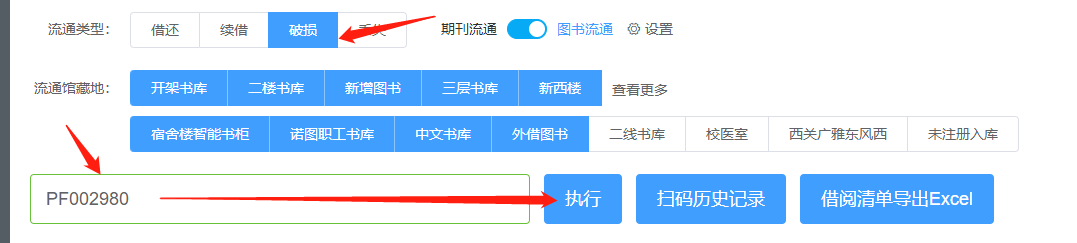 流通类型： 借还 续借 破损 期刊流通 图书流通 设置
流通馆藏地： 开架书库 二楼书库 新增图书 三层书库 新西楼 查看更多
宿舍楼智能书柜 诺图职工书库 中文书库 外借图书 二线书库 校医室 西关广雅东风西 未注册入库
PF002980 执行 扫码历史记录 借阅清单导出Excel